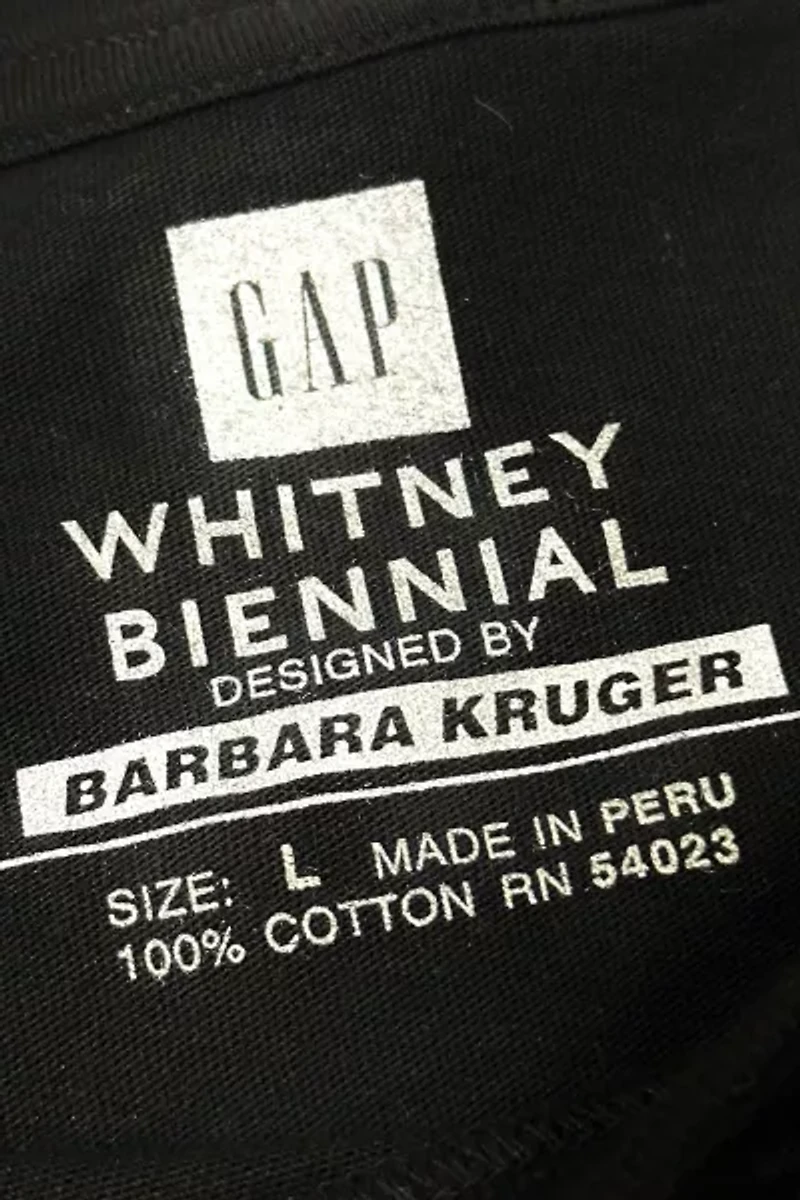 GAP
WHITNEY
BIENNIAL
DESIGNED BY
BARBARA KRUGER
SIZE: L MADE IN PERU
100% COTTON RN 54023